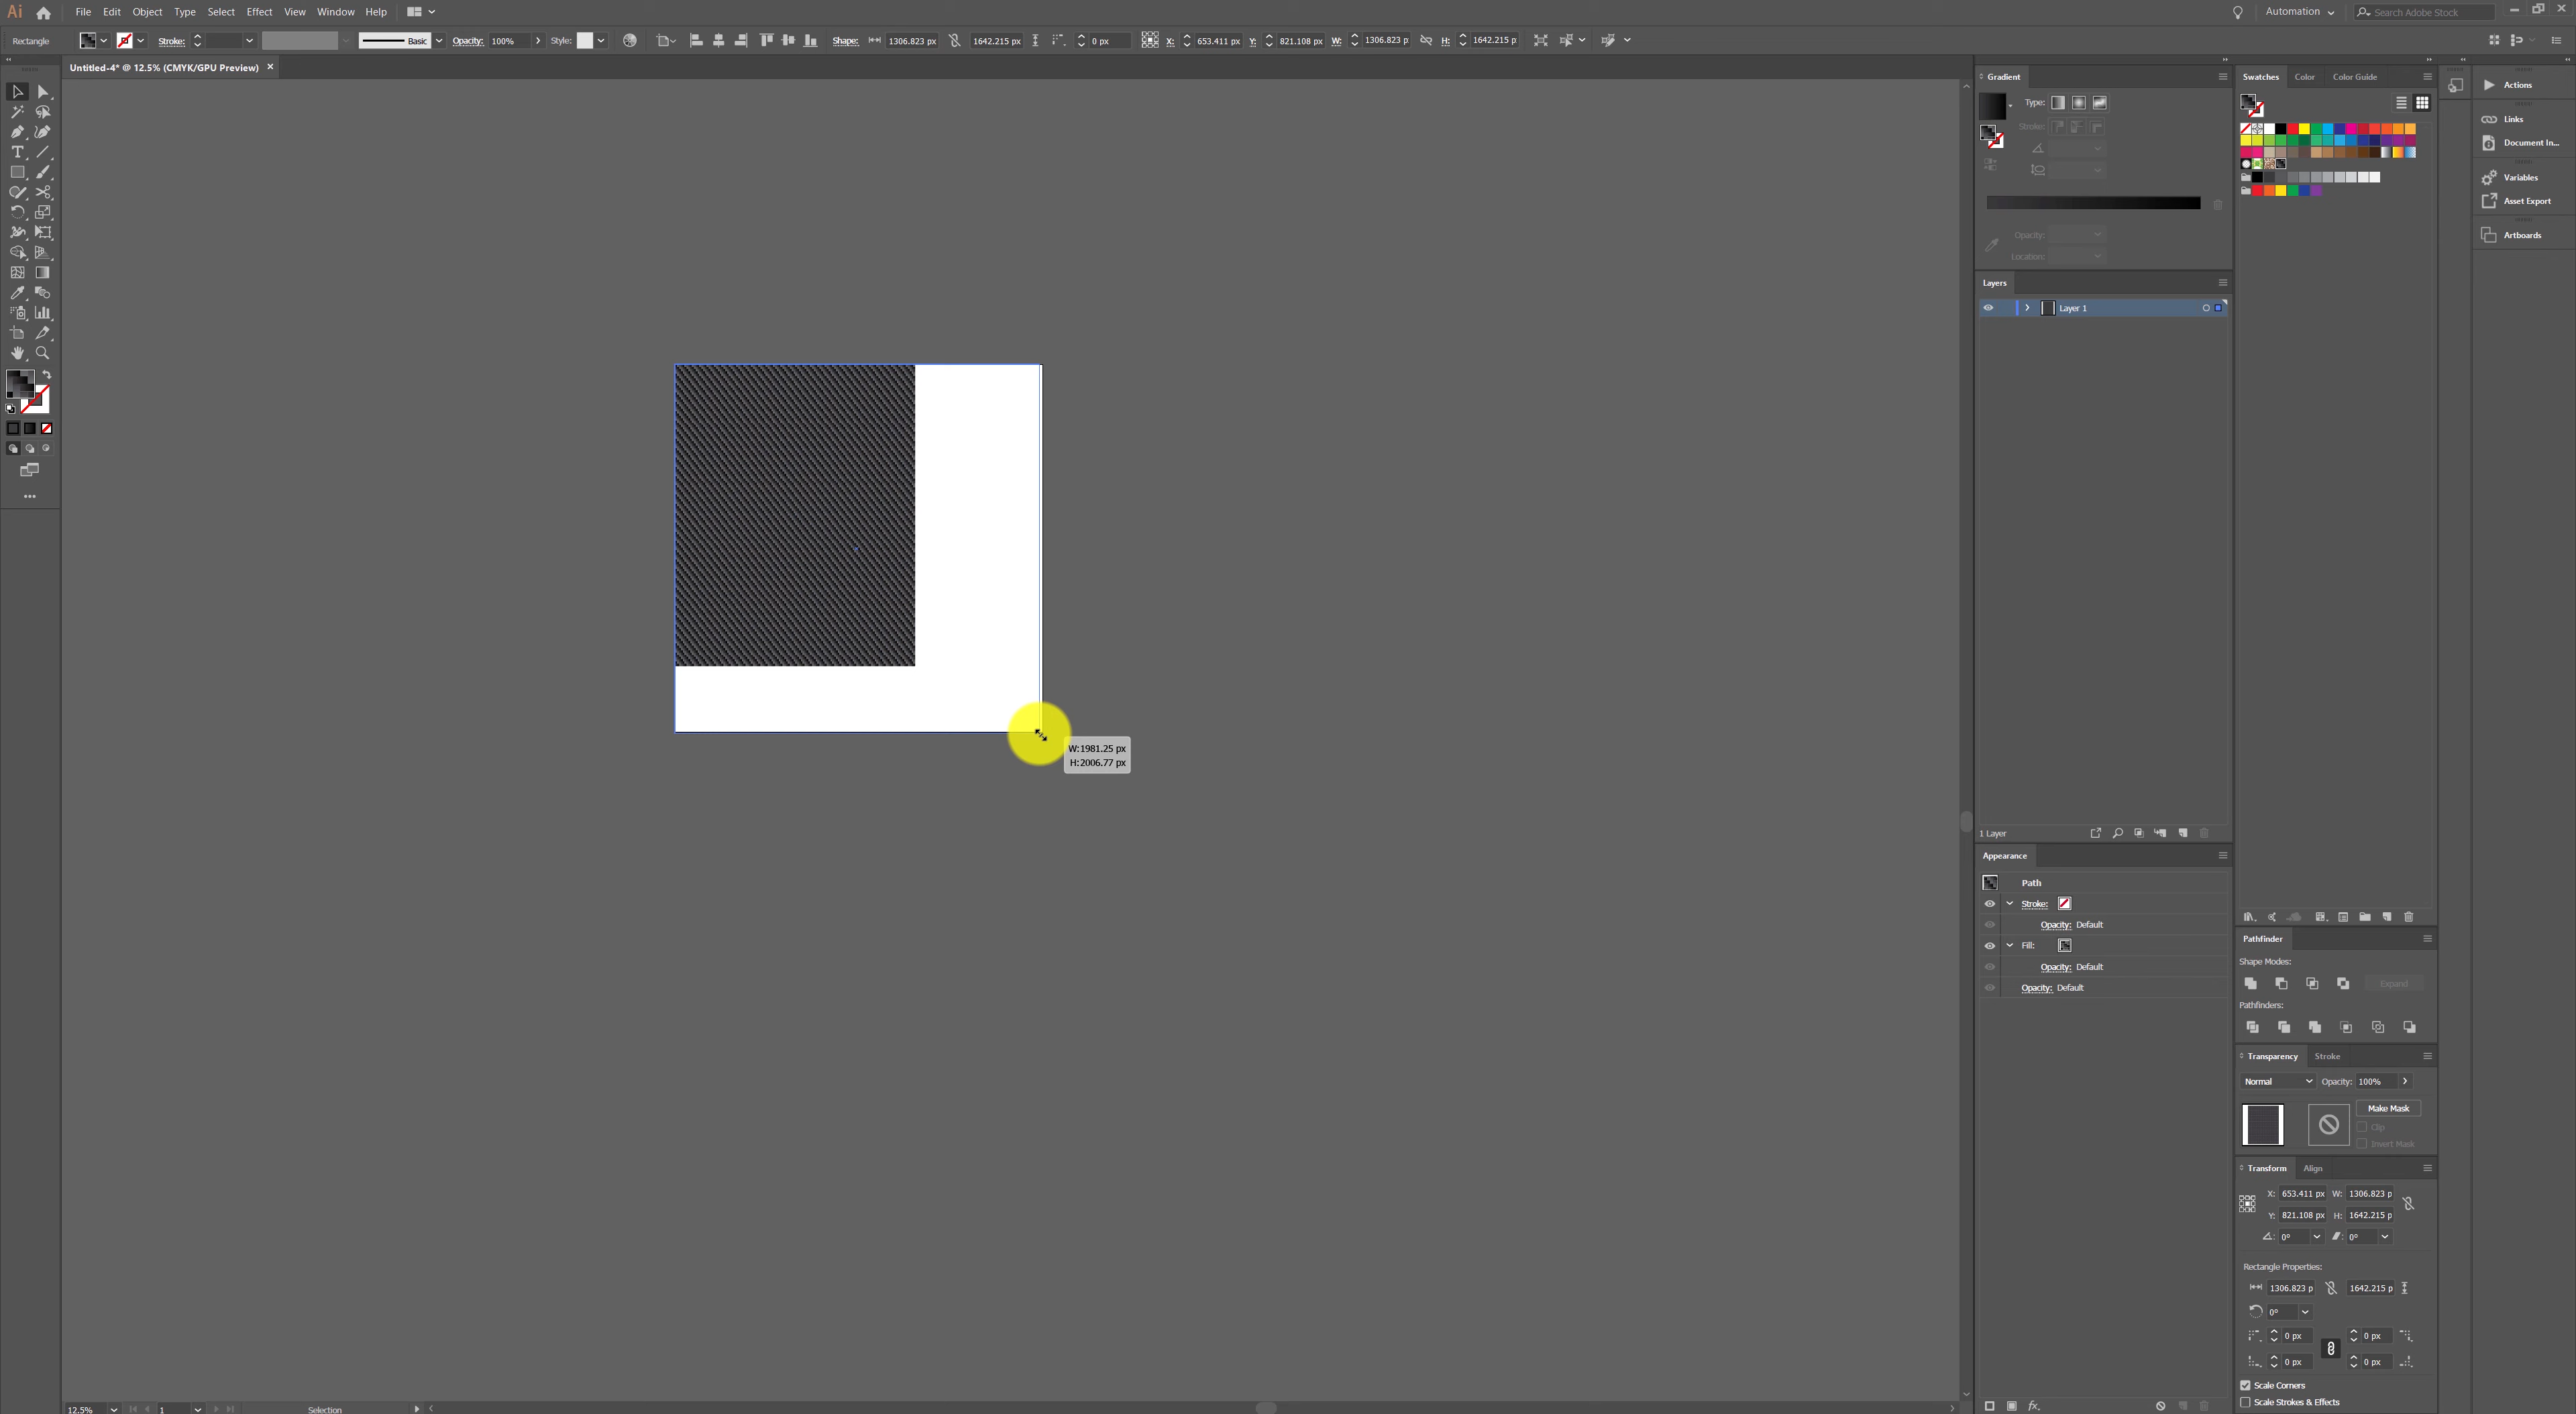 Ai File Edit Object Type Select Effect View Window Help Automation Search Adobe Stock
Rectangle Stroke: Basic Opacity: 100% Style: Shape: 1306.823 px 1642.215 px 0 px X: 653.411 px Y: 821.108 px W: 1306.823 p H: 1642.215 p
Untitled-4* @ 12.5% (CMYK/GPU Preview)
W:1981.25 px
H:2006.77 px
12.5% 1 Selection
Gradient
Type:
Stroke:
Opacity:
Location:
Layers
Layer 1
1 Layer
Appearance
Path
Stroke:
Opacity: Default
Fill:
Opacity: Default
Opacity: Default
fx
Swatches Color Color Guide
Pathfinder
Shape Modes:
Expand
Pathfinders:
Transparency Stroke
Normal Opacity: 100%
Make Mask
Clip
Invert Mask
Transform Align
X: 653.411 px W: 1306.823 p
Y: 821.108 px H: 1642.215 p
0° 0°
Rectangle Properties:
1306.823 p 1642.215 p
0°
0 px 0 px
0 px 0 px
Scale Corners
Scale Strokes & Effects
Actions
Links
Document In...
Variables
Asset Export
Artboards